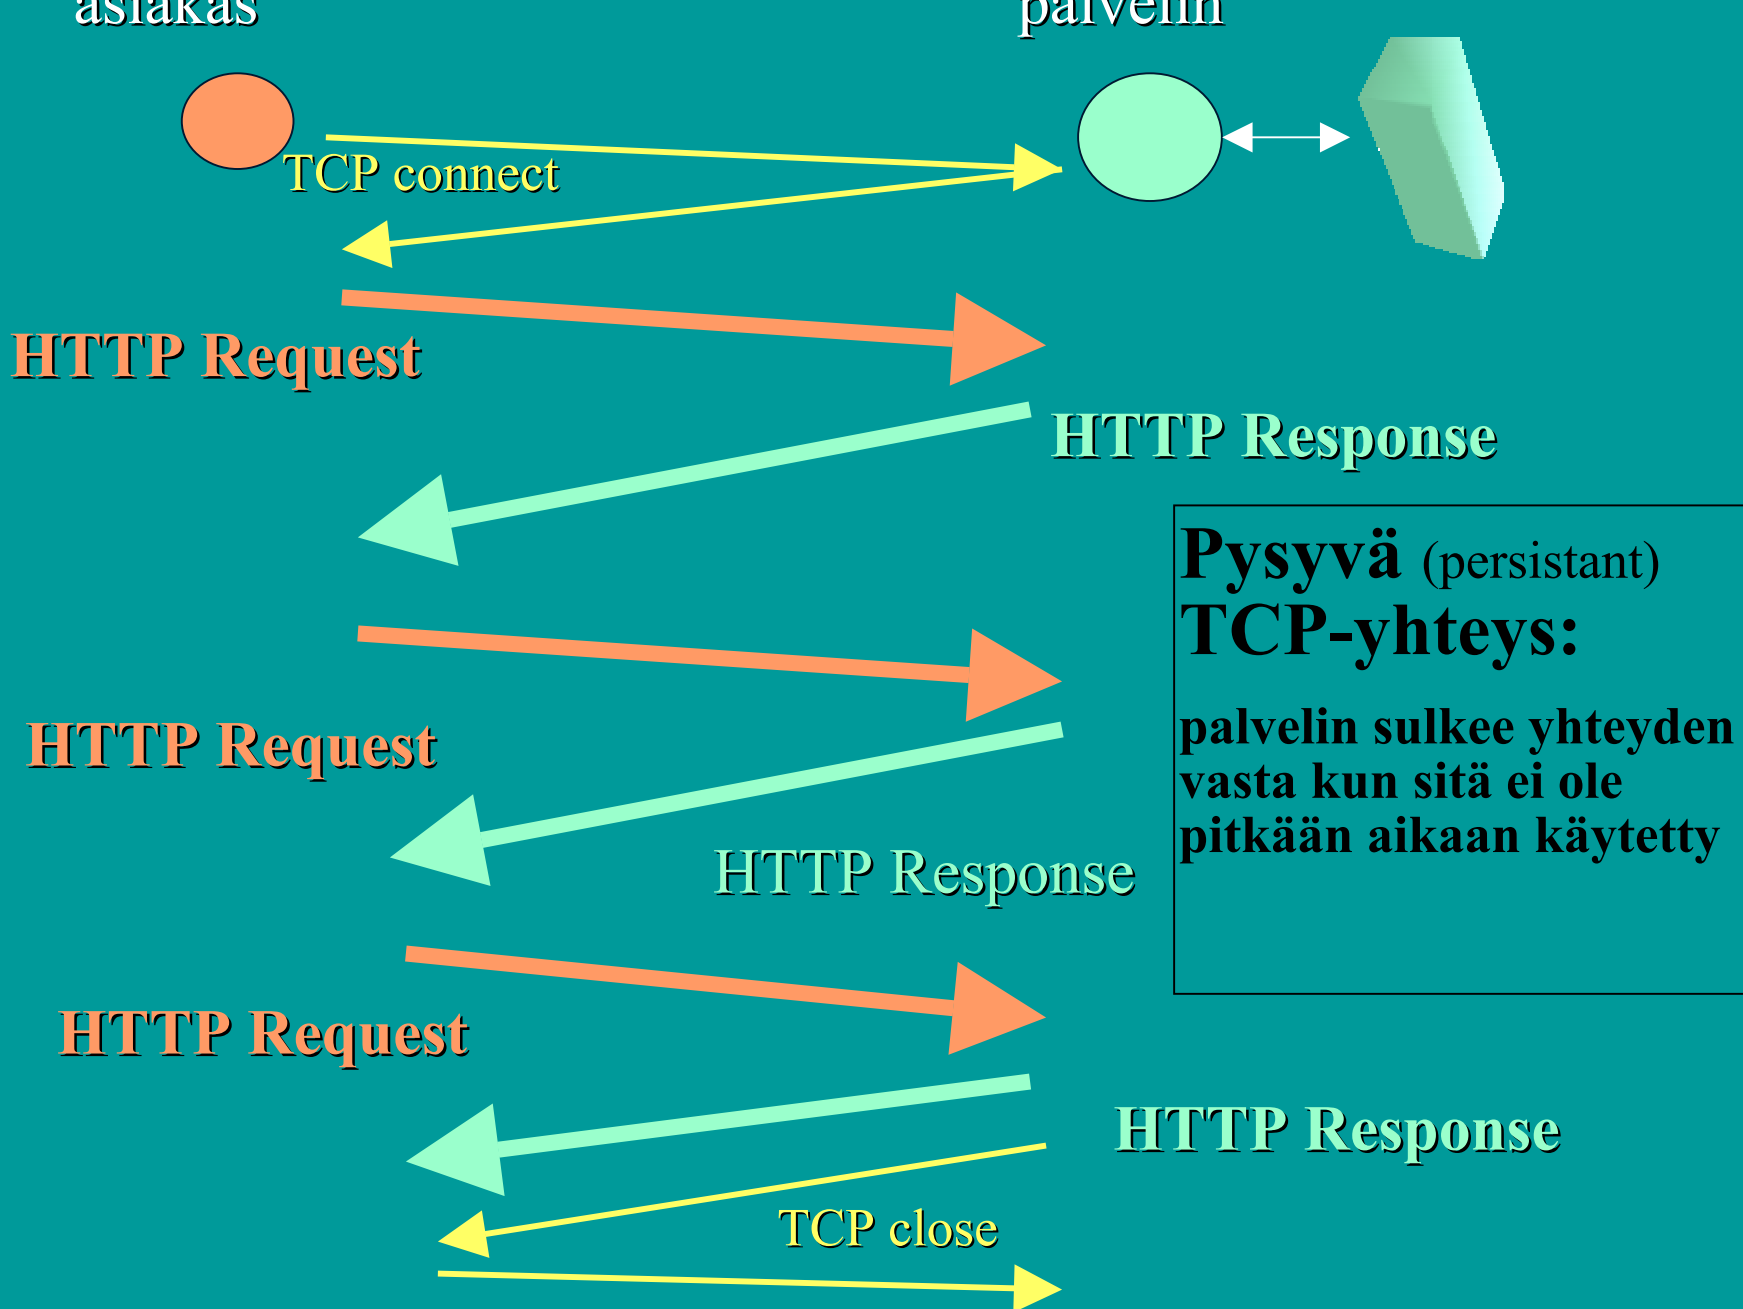 asiakas
palvelin
TCP connect
HTTP Request
HTTP Response
Pysyvä (persistant)
TCP-yhteys:
palvelin sulkee yhteyden
vasta kun sitä ei ole
pitkään aikaan käytetty
HTTP Request
HTTP Response
HTTP Request
HTTP Response
TCP close